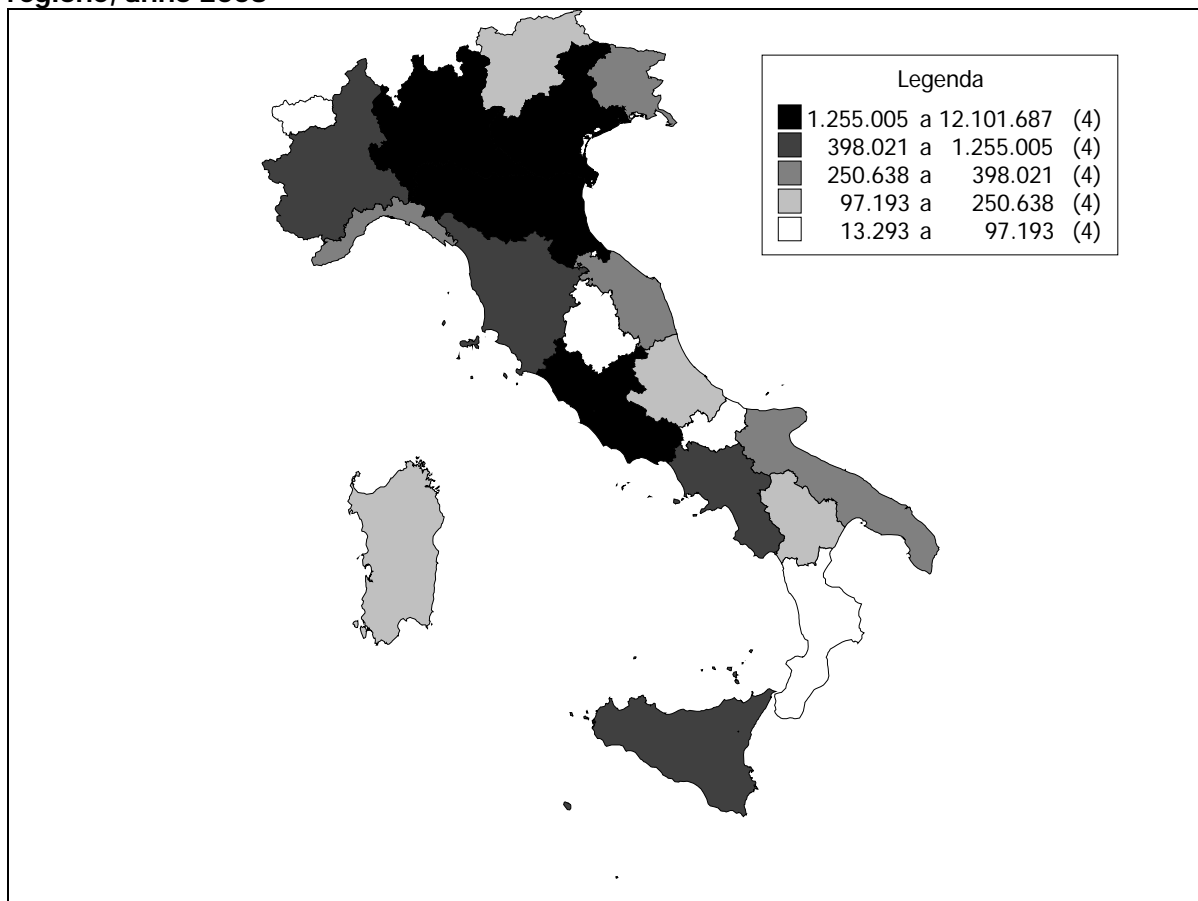 regione, anno 2008
Legenda
1.255.005 a 12.101.687 (4)
398.021 a 1.255.005 (4)
250.638 a 398.021 (4)
97.193 a 250.638 (4)
13.293 a 97.193 (4)